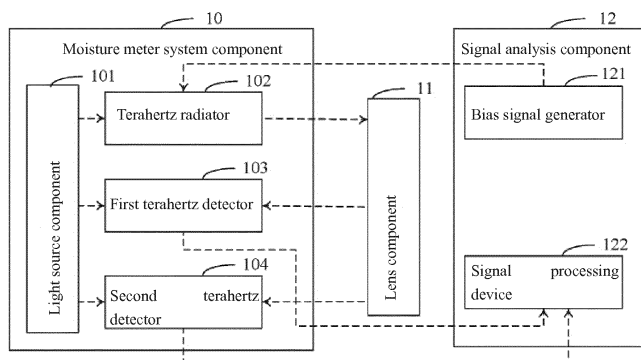 10
12
Moisture meter system component
Signal analysis component
101
102
11
121
Terahertz radiator
Bias signal generator
103
First terahertz detector
Light source component
Lens component
104
122
Second terahertz
detector
Signal processing
device